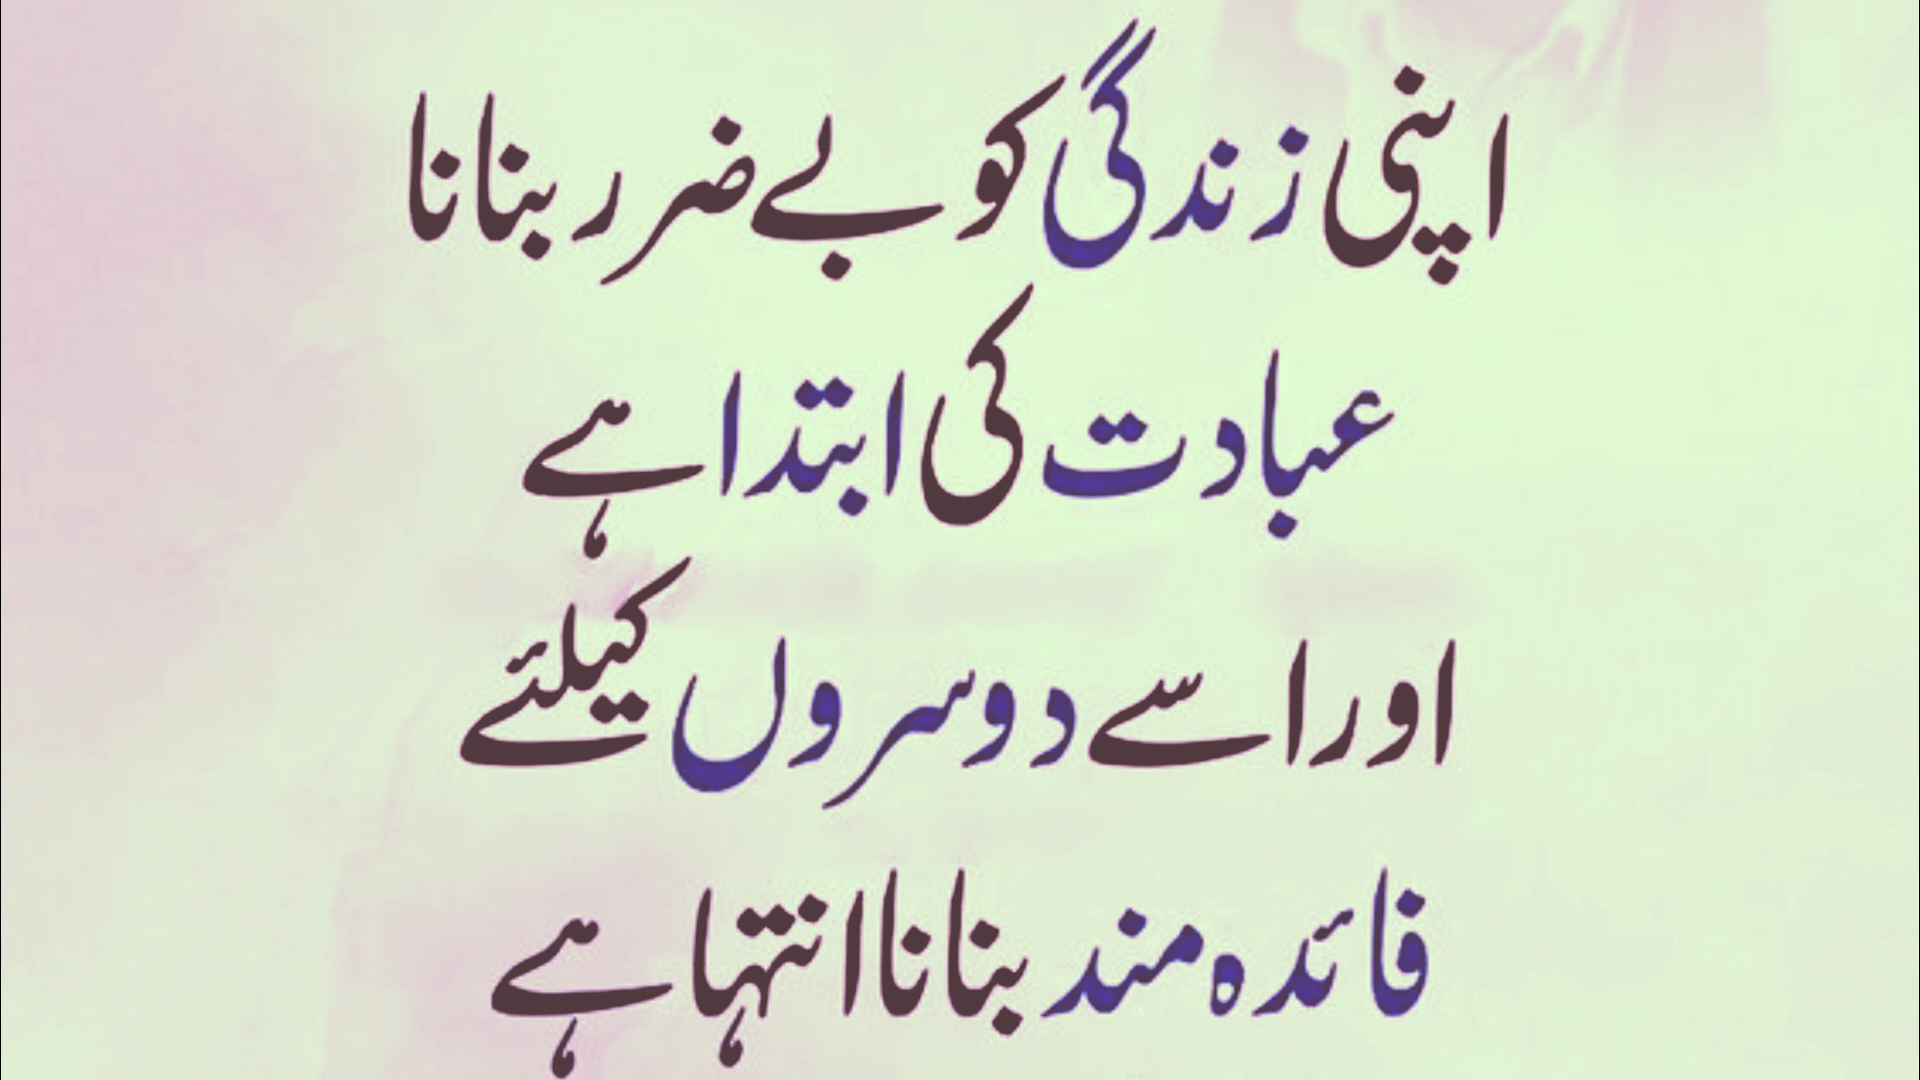 اپنی زندگی کو بے ضرر بنانا
عبادت کی ابتدا ہے
اور اسے دوسروں کیلئے
فائدہ مند بنانا انتہا ہے